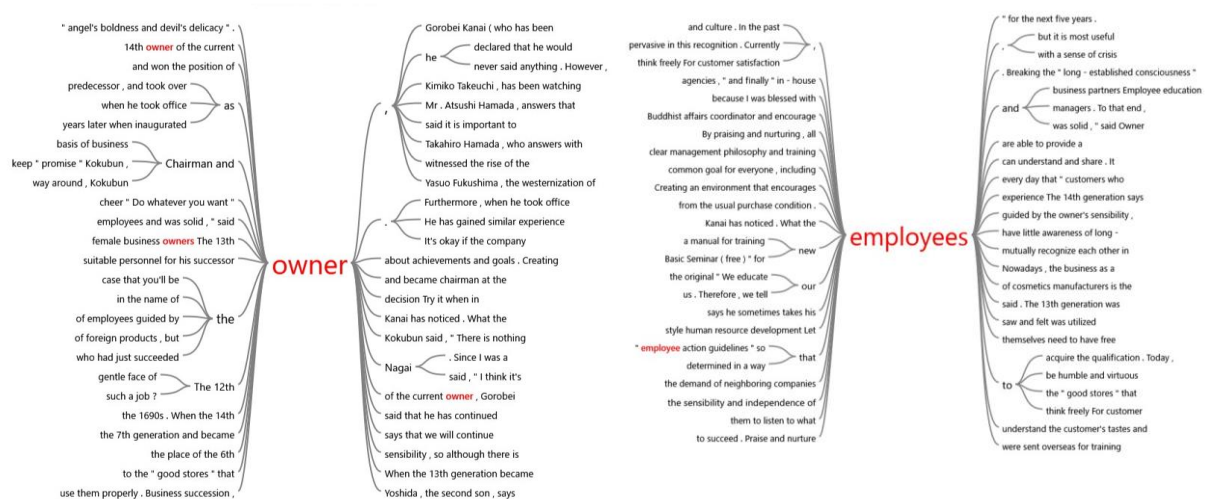 " angel's boldness and devil's delicacy " .
14th owner of the current
and won the position of
predecessor , and took over
when he took office
years later when inaugurated
as
basis of business
keep " promise " Kokubun ,
way around , Kokubun
Chairman and
cheer " Do whatever you want "
employees and was solid , " said
female business owners The 13th
suitable personnel for his successor
case that you'll be
in the name of
of employees guided by
of foreign products , but
who had just succeeded
the
gentle face of
such a job ?
The 12th
the 1690s . When the 14th
the 7th generation and became
the place of the 6th
to the " good stores " that
use them properly . Business succession ,
owner
,
Gorobei Kanai ( who has been
he
declared that he would
never said anything . However ,
Kimiko Takeuchi , has been watching
Mr . Atsushi Hamada , answers that
said it is important to
Takahiro Hamada , who answers with
witnessed the rise of the
Yasuo Fukushima , the westernization of
.
Furthermore , when he took office
He has gained similar experience
It's okay if the company
about achievements and goals . Creating
and became chairman at the
decision Try it when in
Kanai has noticed . What the
Kokubun said , " There is nothing
Nagai
. Since I was a
said , " I think it's
of the current owner , Gorobei
said that he has continued
says that we will continue
sensibility , so although there is
When the 13th generation became
Yoshida , the second son , says
and culture . In the past
pervasive in this recognition . Currently
think freely For customer satisfaction
,
agencies , " and finally " in - house
because I was blessed with
Buddhist affairs coordinator and encourage
By praising and nurturing , all
clear management philosophy and training
common goal for everyone , including
Creating an environment that encourages
from the usual purchase condition ,
Kanai has noticed . What the
a manual for training
Basic Seminar ( free ) " for
new
the original " We educate
us . Therefore , we tell
our
says he sometimes takes his
style human resource development Let
" employee action guidelines " so
determined in a way
that
the demand of neighboring companies
the sensibility and independence of
them to listen to what
to succeed . Praise and nurture
employees
" for the next five years .
.
but it is most useful
with a sense of crisis
. Breaking the " long - established consciousness "
and
business partners Employee education
managers . To that end ,
was solid , " said Owner
are able to provide a
can understand and share . It
every day that " customers who
experience The 14th generation says
guided by the owner's sensibility ,
have little awareness of long -
mutually recognize each other in
Nowadays , the business as a
of cosmetics manufacturers is the
said . The 13th generation was
saw and felt was utilized
themselves need to have free
to
acquire the qualification . Today ,
be humble and virtuous
the " good stores " that
think freely For customer
understand the customer's tastes and
were sent overseas for training